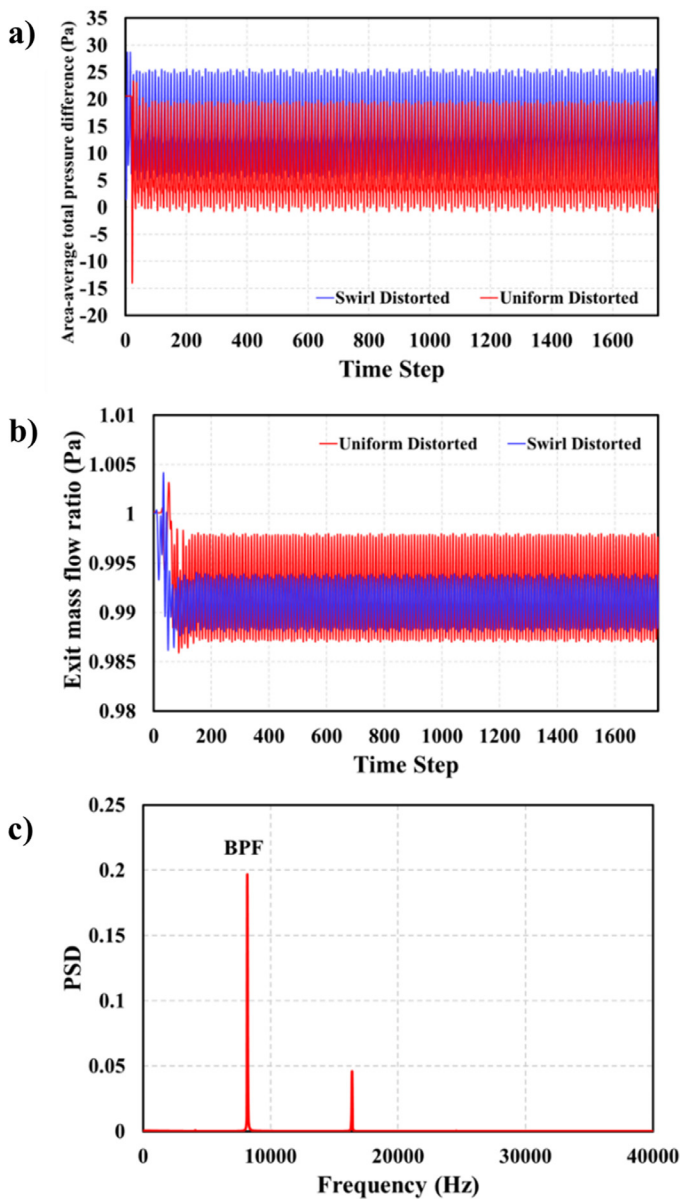 a)
Area-average total pressure difference (Pa)
35
30
25
20
15
10
5
0
-5
-10
-15
-20
Swirl Distorted Uniform Distorted
0 200 400 600 800 1000 1200 1400 1600
Time Step
b)
Exit mass flow ratio (Pa)
1.01
1.005
1
0.995
0.99
0.985
0.98
Uniform Distorted Swirl Distorted
0 200 400 600 800 1000 1200 1400 1600
Time Step
c)
PSD
0.25
0.2
0.15
0.1
0.05
0
BPF
0 10000 20000 30000 40000
Frequency (Hz)